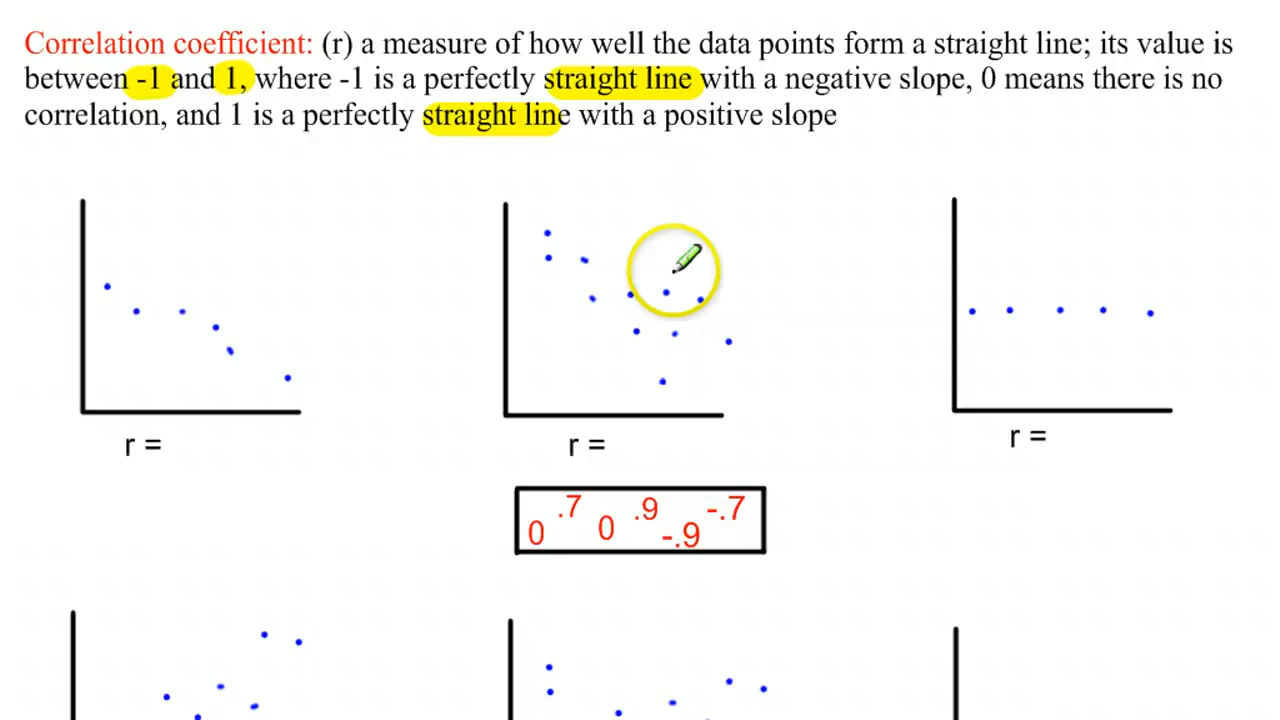 Correlation coefficient: (r) a measure of how well the data points form a straight line; its value is
between -1 and 1, where -1 is a perfectly straight line with a negative slope, 0 means there is no
correlation, and 1 is a perfectly straight line with a positive slope
r =
r =
r =
0 .7 0 .9 -.9 -.7